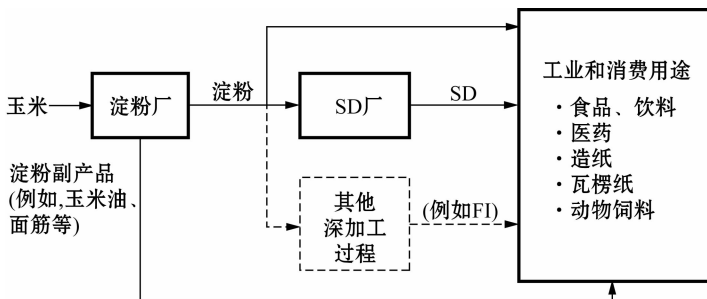 玉米
淀粉厂
淀粉
SD厂
SD
工业和消费用途
·食品、饮料
·医药
·造纸
·瓦楞纸
·动物饲料
淀粉副产品
(例如,玉米油、
面筋等)
其他
深加工
过程
(例如FI)